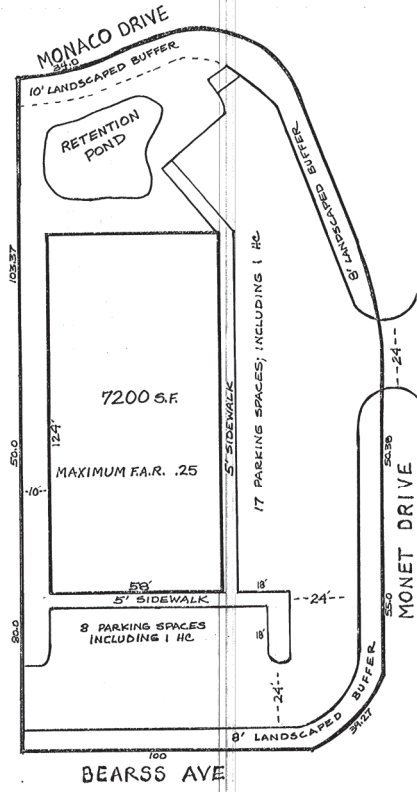 MONACO DRIVE
34.0
10' LANDSCAPED BUFFER
RETENTION
POND
8' LANDSCAPED BUFFER
103.37
17 PARKING SPACES; INCLUDING 1 HC
--24--
7200 S.F.
124'
5' SIDEWALK
MAXIMUM F.A.R. .25
50.0
-10'-
50.38
MONET DRIVE
58'
18'
5' SIDEWALK
--24'--
55.0
8 PARKING SPACES
INCLUDING 1 HC
18'
80.0
--24'--
8' LANDSCAPED BUFFER
39.27
100
BEARSS AVE